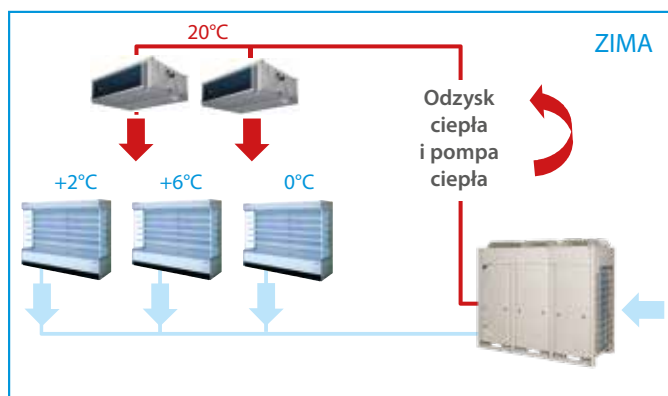 20°C
ZIMA
Odzysk
ciepła
i pompa
ciepła
+2°C
+6°C
0°C